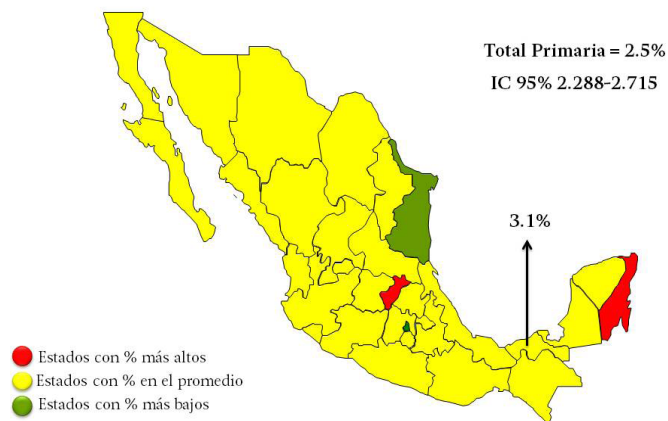 Total Primaria = 2.5%
IC 95% 2.288-2.715
3.1%
Estados con % más altos
Estados con % en el promedio
Estados con % más bajos